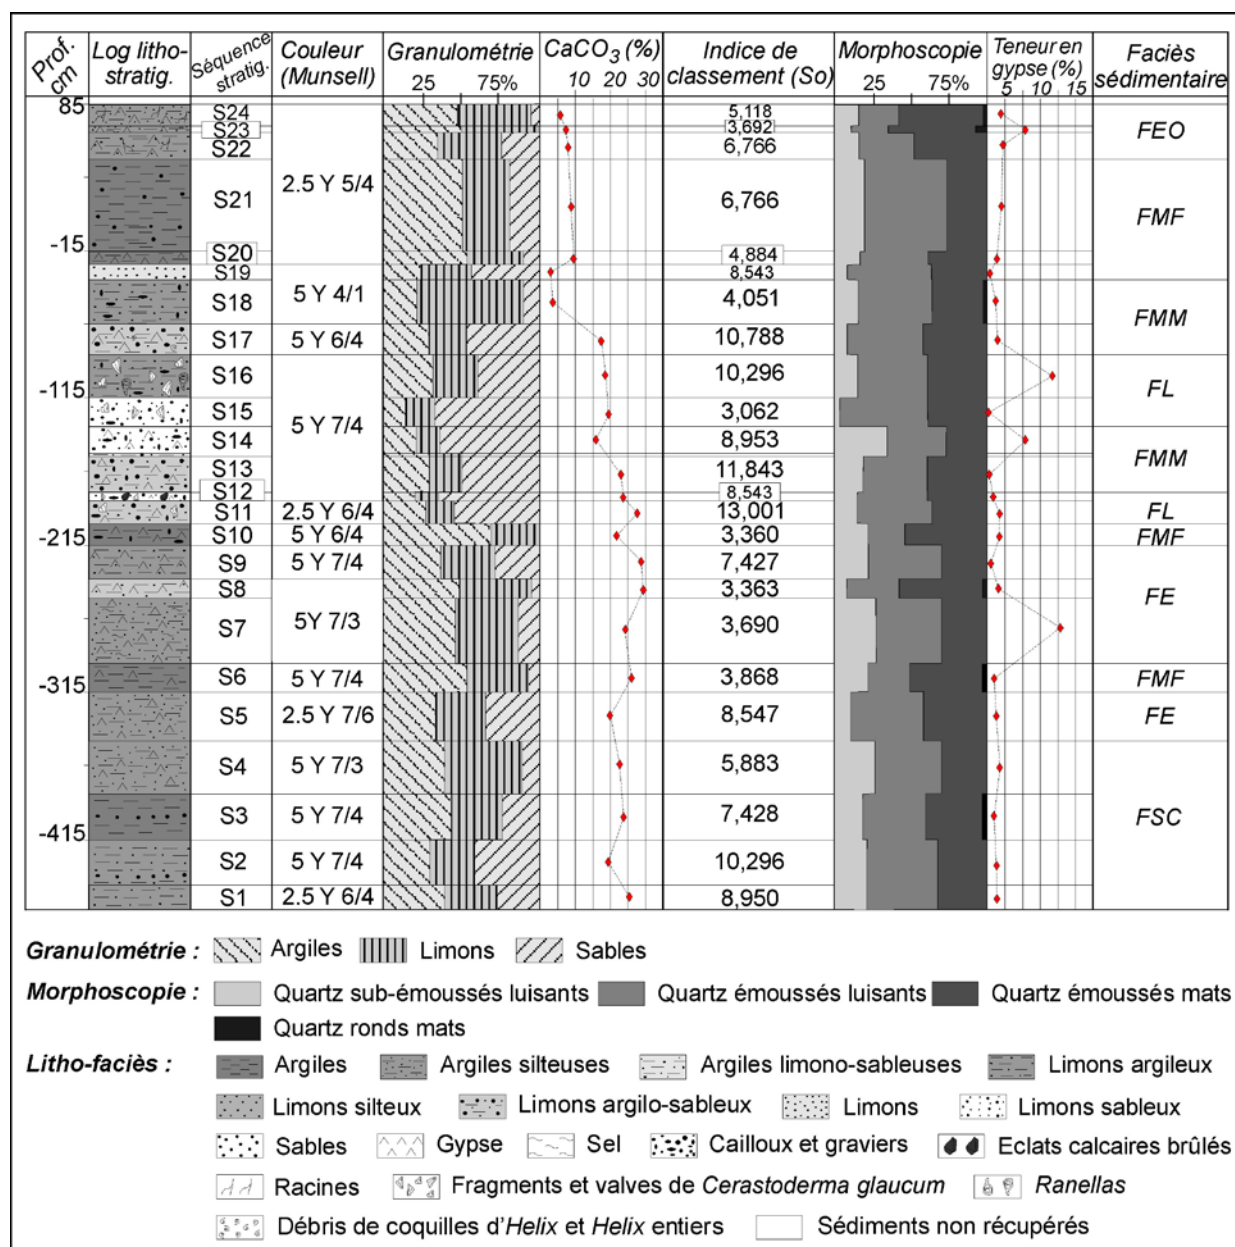 Prof. cm
Log litho-stratig.
Séquence stratig.
Couleur (Munsell)
Granulométrie
25 75%
CaCO3 (%)
10 20 30
Indice de classement (So)
Morphoscopie
25 75%
Teneur en gypse (%)
5 10 15
Faciès sédimentaire
85
-15
-115
-215
-315
-415
S24 5,118
S23 3,692
S22 6,766
FEO
S21 2.5 Y 5/4 6,766 FMF
S20 4,884
S19 8,543
S18 5 Y 4/1 4,051
FMM
S17 5 Y 6/4 10,788
S16 10,296
FL
S15 5 Y 7/4 3,062
S14 8,953
FMM
S13 11,843
S12 8,543
S11 2.5 Y 6/4 13,001 FL
S10 5 Y 6/4 3,360 FMF
S9 5 Y 7/4 7,427
S8 3,363 FE
S7 5Y 7/3 3,690
S6 5 Y 7/4 3,868 FMF
S5 2.5 Y 7/6 8,547 FE
S4 5 Y 7/3 5,883
S3 5 Y 7/4 7,428 FSC
S2 5 Y 7/4 10,296
S1 2.5 Y 6/4 8,950
Granulométrie : Argiles Limons Sables
Morphoscopie : Quartz sub-émoussés luisants Quartz émoussés luisants Quartz émoussés mats
Quartz ronds mats
Litho-faciès : Argiles Argiles silteuses Argiles limono-sableuses Limons argileux
Limons silteux Limons argilo-sableux Limons Limons sableux
Sables Gypse Sel Cailloux et graviers Eclats calcaires brûlés
Racines Fragments et valves de Cerastoderma glaucum Ranellas
Débris de coquilles d'Helix et Helix entiers Sédiments non récupérés